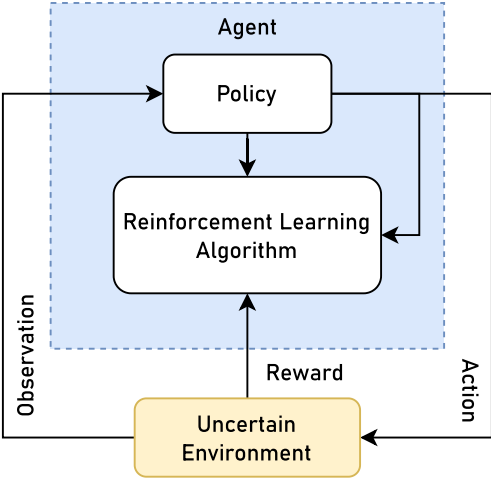 Agent
Policy
Reinforcement Learning
Algorithm
Observation
Reward
Action
Uncertain
Environment